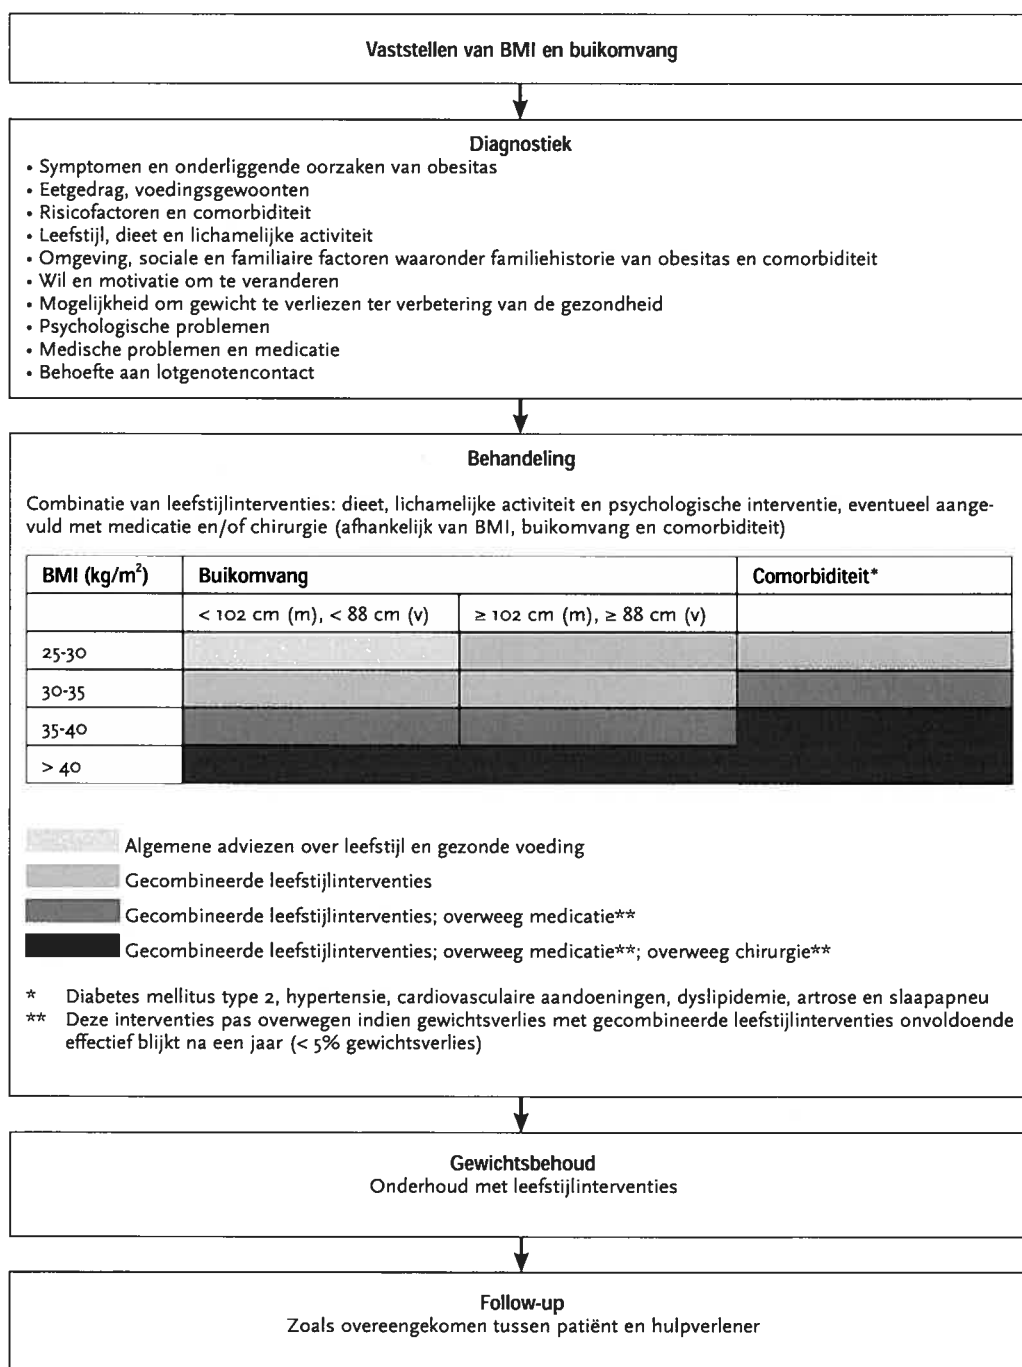 Vaststellen van BMI en buikomvang
Diagnostiek
• Symptomen en onderliggende oorzaken van obesitas
• Eetgedrag, voedingsgewoonten
• Risicofactoren en comorbiditeit
• Leefstijl, dieet en lichamelijke activiteit
• Omgeving, sociale en familiaire factoren waaronder familiehistorie van obesitas en comorbiditeit
• Wil en motivatie om te veranderen
• Mogelijkheid om gewicht te verliezen ter verbetering van de gezondheid
• Psychologische problemen
• Medische problemen en medicatie
• Behoefte aan lotgenotencontact
Behandeling
Combinatie van leefstijlinterventies: dieet, lichamelijke activiteit en psychologische interventie, eventueel aange-
vuld met medicatie en/of chirurgie (afhankelijk van BMI, buikomvang en comorbiditeit)
BMI (kg/m²) Buikomvang Comorbiditeit*
< 102 cm (m), < 88 cm (v) ≥ 102 cm (m), ≥ 88 cm (v)
25-30
30-35
35-40
> 40
Algemene adviezen over leefstijl en gezonde voeding
Gecombineerde leefstijlinterventies
Gecombineerde leefstijlinterventies; overweeg medicatie**
Gecombineerde leefstijlinterventies; overweeg medicatie**; overweeg chirurgie**
* Diabetes mellitus type 2, hypertensie, cardiovasculaire aandoeningen, dyslipidemie, artrose en slaapapneu
** Deze interventies pas overwegen indien gewichtsverlies met gecombineerde leefstijlinterventies onvoldoende
effectief blijkt na een jaar (< 5% gewichtsverlies)
Gewichtsbehoud
Onderhoud met leefstijlinterventies
Follow-up
Zoals overeengekomen tussen patiënt en hulpverlener